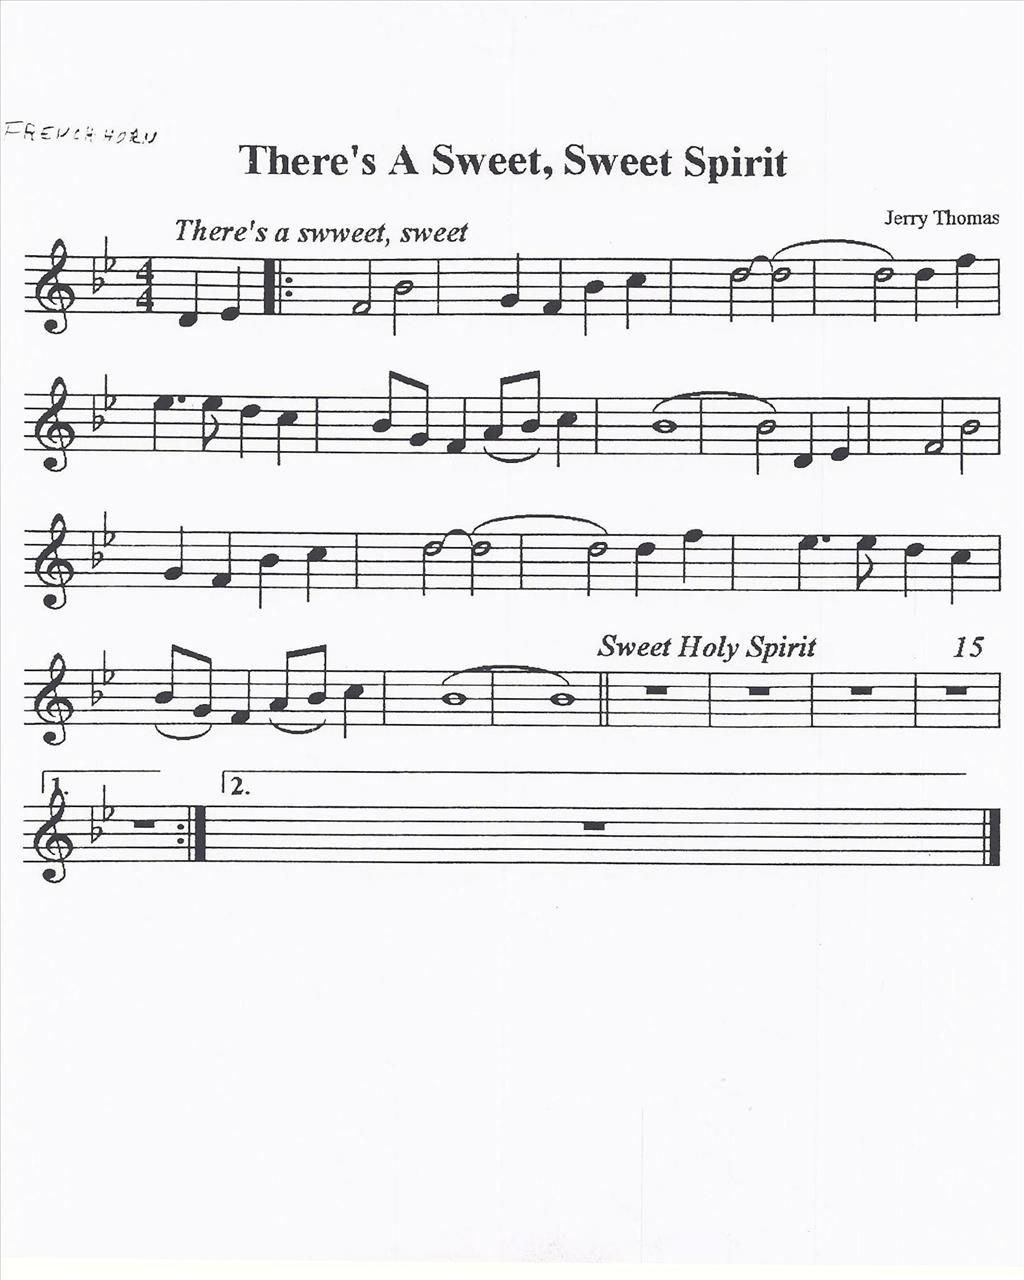 FRENCH HORN
There's A Sweet, Sweet Spirit
Jerry Thomas
There's a swweet, sweet
4
4
Sweet Holy Spirit 15
1. 2.